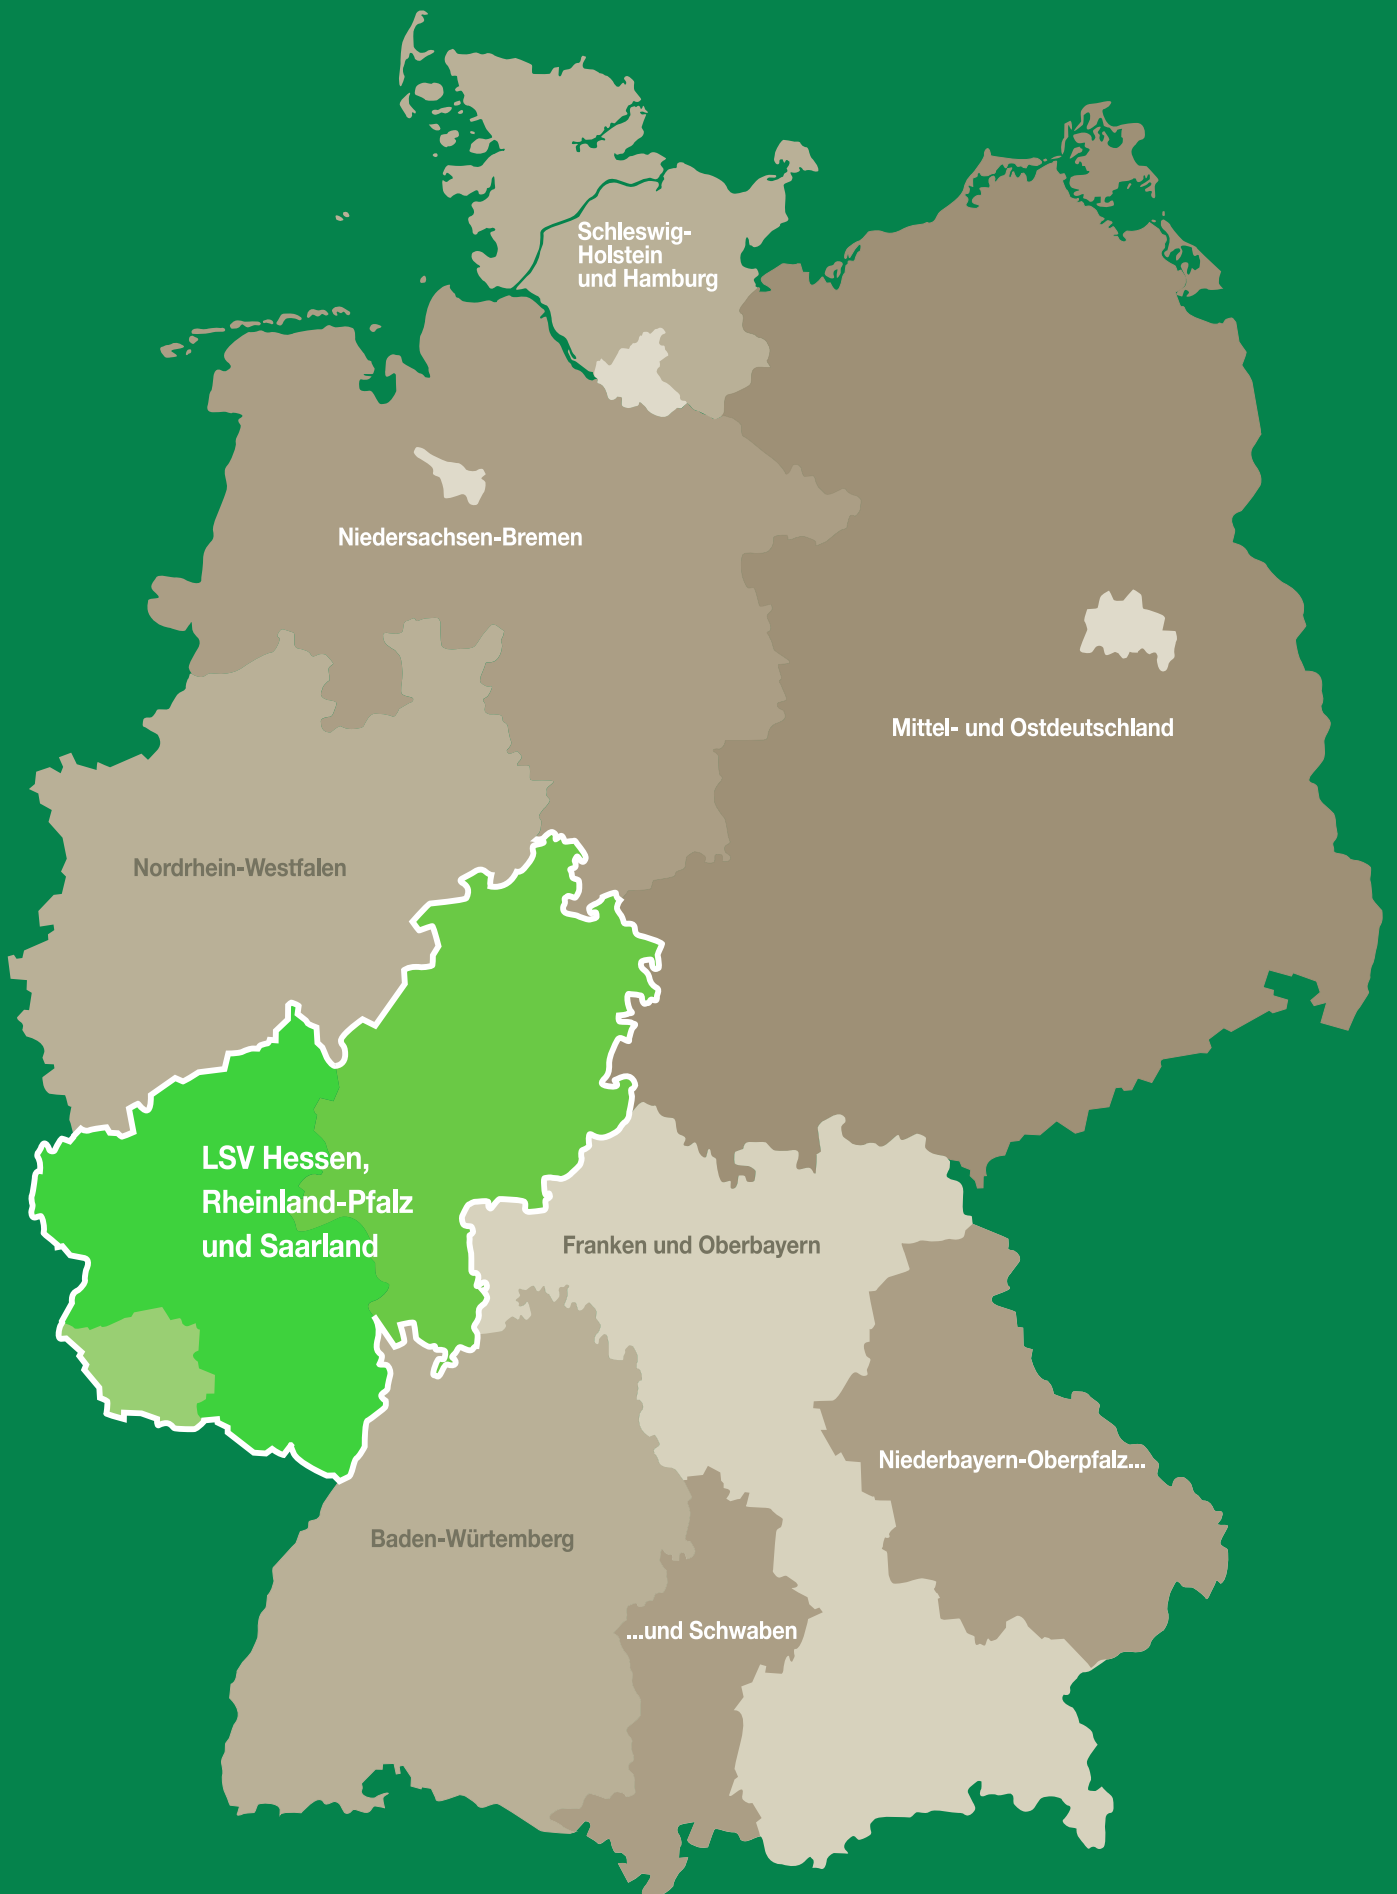 Schleswig-
Holstein
und Hamburg
Niedersachsen-Bremen
Mittel- und Ostdeutschland
Nordrhein-Westfalen
LSV Hessen,
Rheinland-Pfalz
und Saarland
Franken und Oberbayern
Niederbayern-Oberpfalz...
Baden-Würtemberg
...und Schwaben